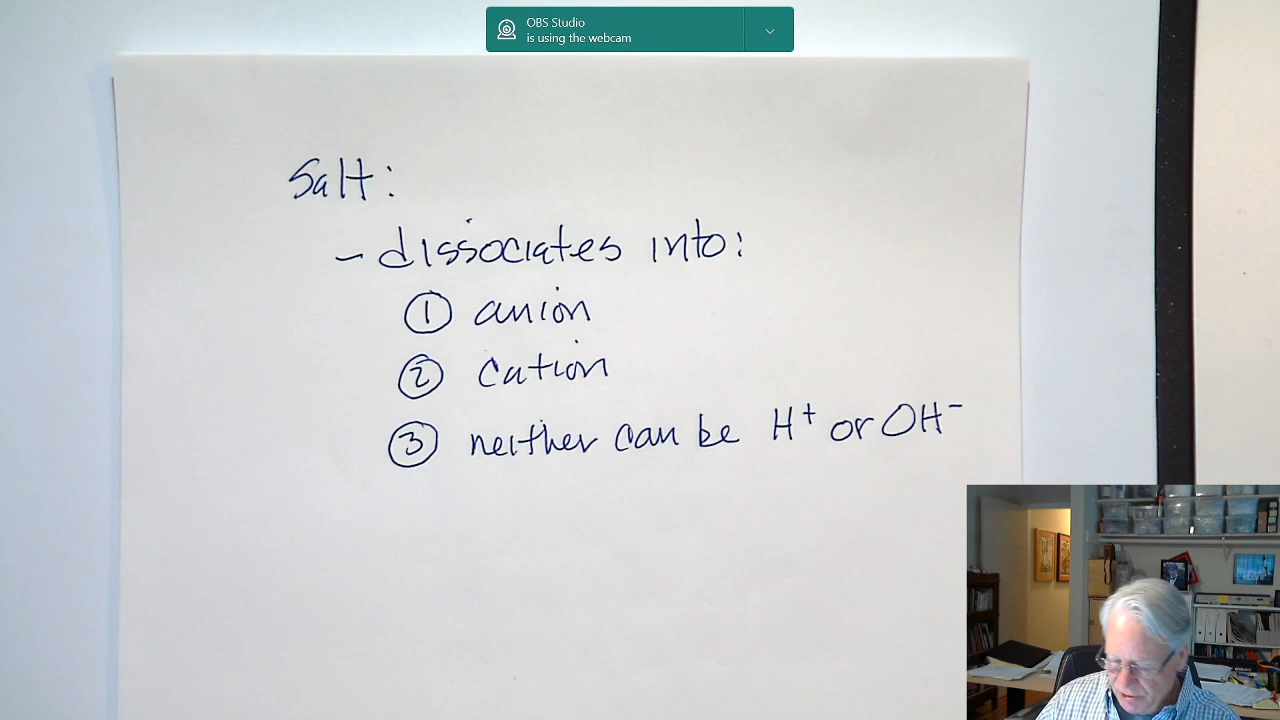 OBS Studio
is using the webcam
Salt:
- dissociates into:
① anion
② cation
③ neither can be H⁺ or OH⁻